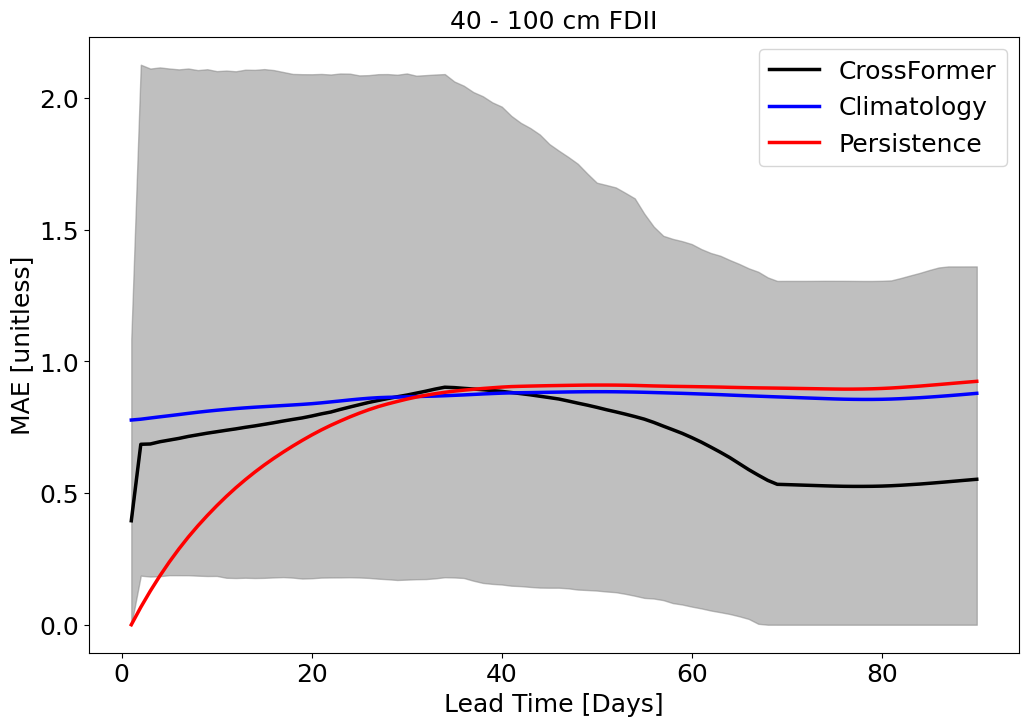 40 - 100 cm FDII
CrossFormer
Climatology
Persistence
MAE [unitless]
2.0
1.5
1.0
0.5
0.0
0 20 40 60 80
Lead Time [Days]